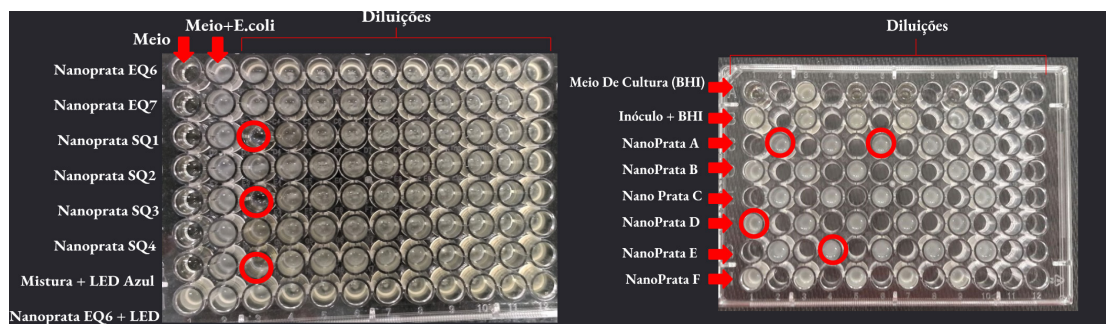 Meio+E.coli
Meio
Diluições
Nanoprata EQ6
Nanoprata EQ7
Nanoprata SQ1
Nanoprata SQ2
Nanoprata SQ3
Nanoprata SQ4
Mistura + LED Azul
Nanoprata EQ6 + LED
Diluições
Meio De Cultura (BHI)
Inóculo + BHI
NanoPrata A
NanoPrata B
Nano Prata C
NanoPrata D
NanoPrata E
NanoPrata F